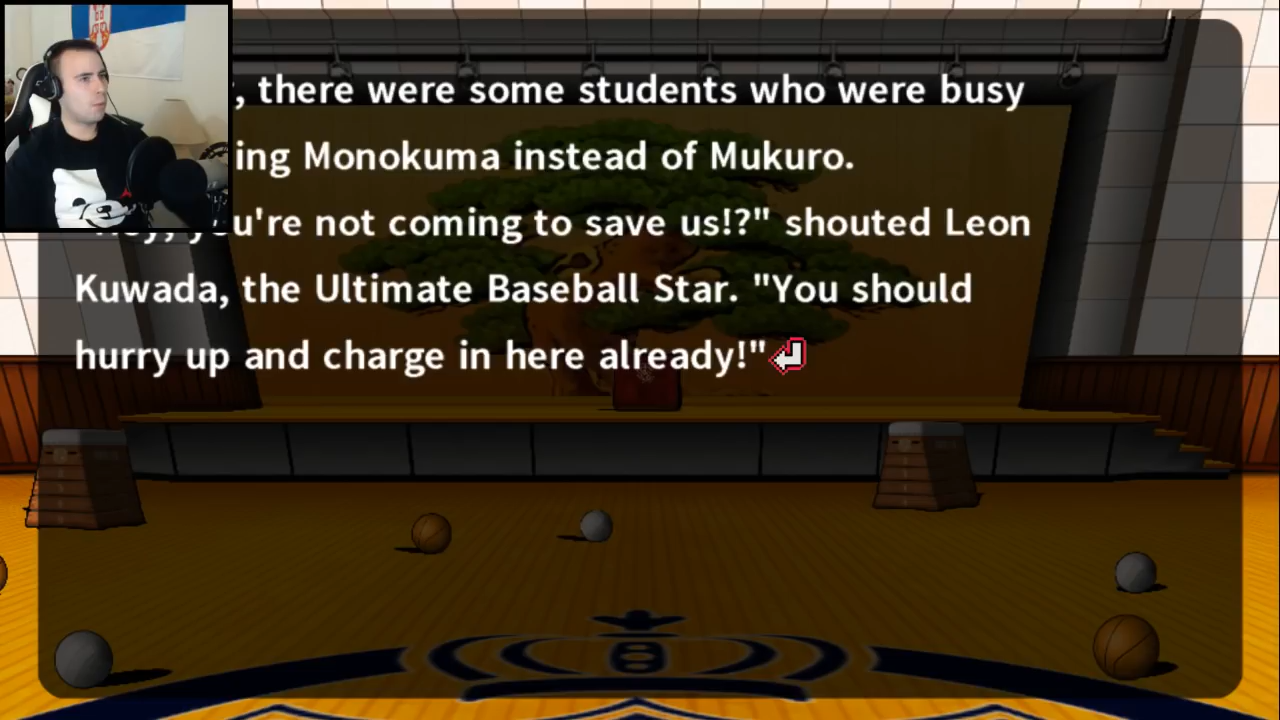 , there were some students who were busy
ing Monokuma instead of Mukuro.
you're not coming to save us!?" shouted Leon
Kuwada, the Ultimate Baseball Star. "You should
hurry up and charge in here already!"